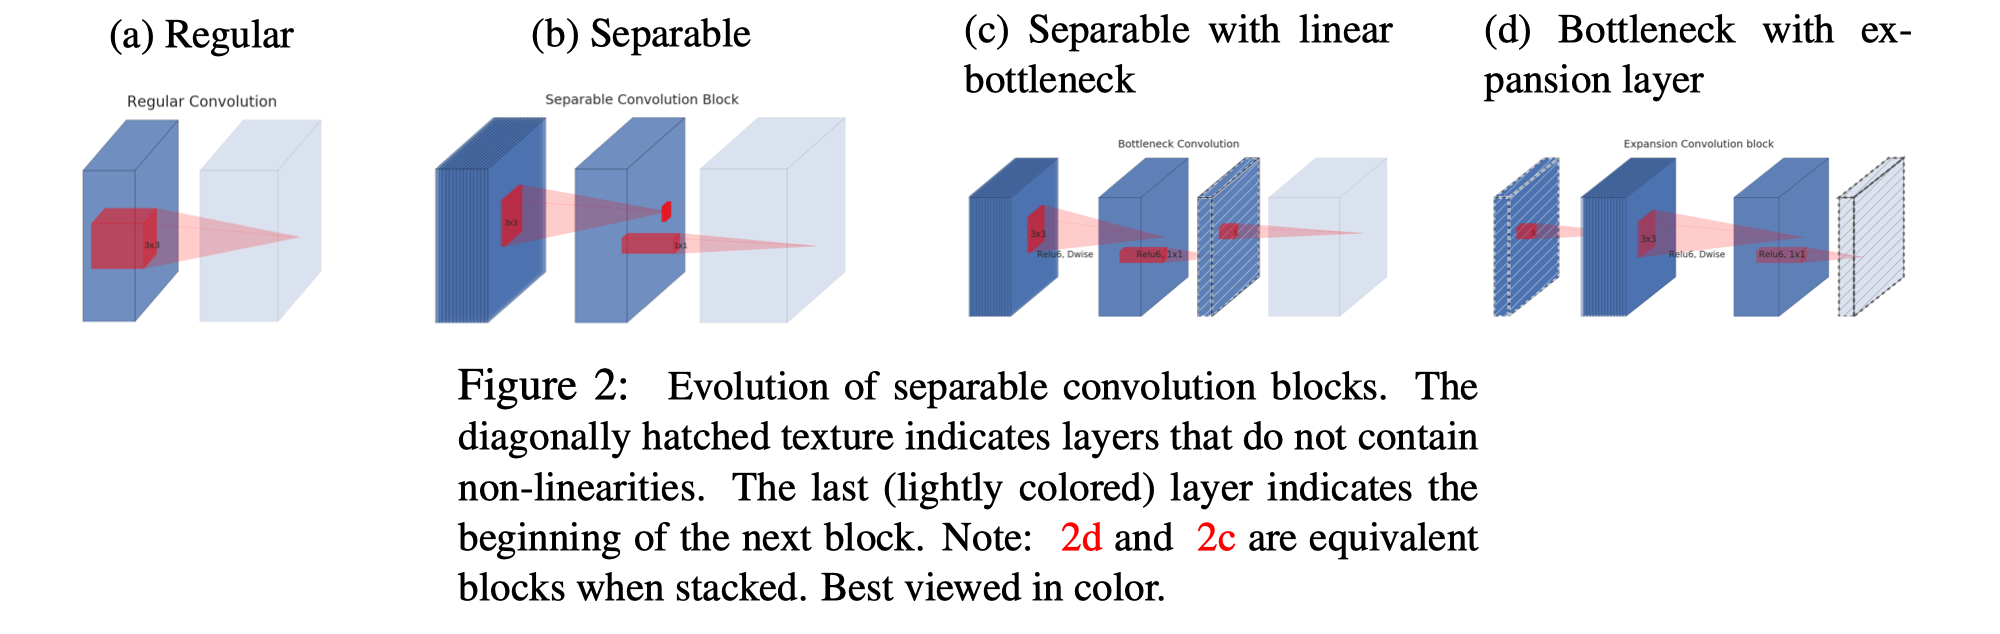 (a) Regular
(b) Separable
(c) Separable with linear
bottleneck
(d) Bottleneck with ex-
pansion layer
Regular Convolution
3x3
Separable Convolution Block
3x3
1x1
Bottleneck Convolution
3x3
Relu6, Dwise
Relu6, 1x1
Expansion Convolution block
3x3
Relu6, Dwise
Relu6, 1x1
Figure 2: Evolution of separable convolution blocks. The
diagonally hatched texture indicates layers that do not contain
non-linearities. The last (lightly colored) layer indicates the
beginning of the next block. Note: 2d and 2c are equivalent
blocks when stacked. Best viewed in color.